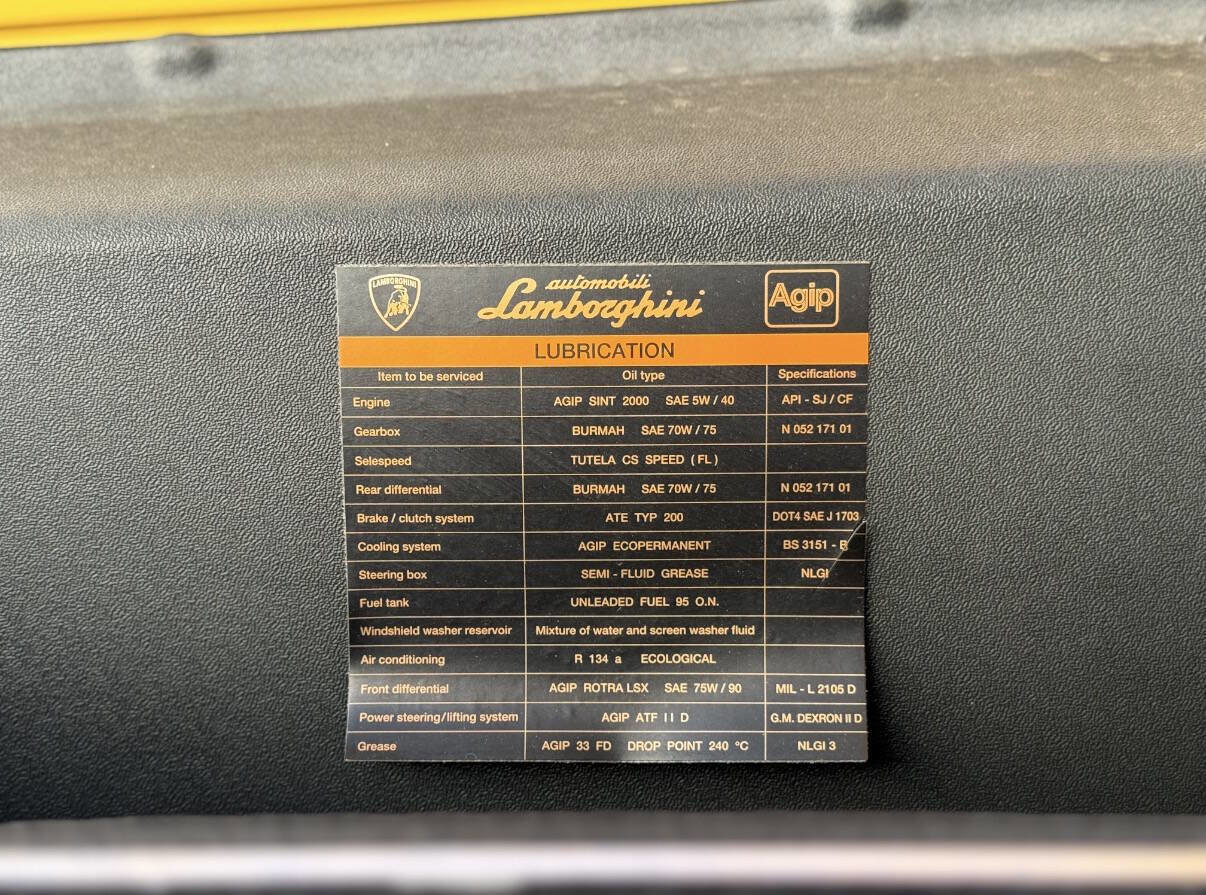 LAMBORGHINI
automobili
Lamborghini
Agip
LUBRICATION
Item to be serviced Oil type Specifications
Engine AGIP SINT 2000 SAE 5W / 40 API - SJ / CF
Gearbox BURMAH SAE 70W / 75 N 052 171 01
Selespeed TUTELA CS SPEED ( FL )
Rear differential BURMAH SAE 70W / 75 N 052 171 01
Brake / clutch system ATE TYP 200 DOT4 SAE J 1703
Cooling system AGIP ECOPERMANENT BS 3151 - B
Steering box SEMI - FLUID GREASE NLGI
Fuel tank UNLEADED FUEL 95 O.N.
Windshield washer reservoir Mixture of water and screen washer fluid
Air conditioning R 134 a ECOLOGICAL
Front differential AGIP ROTRA LSX SAE 75W / 90 MIL - L 2105 D
Power steering/lifting system AGIP ATF II D G.M. DEXRON II D
Grease AGIP 33 FD DROP POINT 240 °C NLGI 3